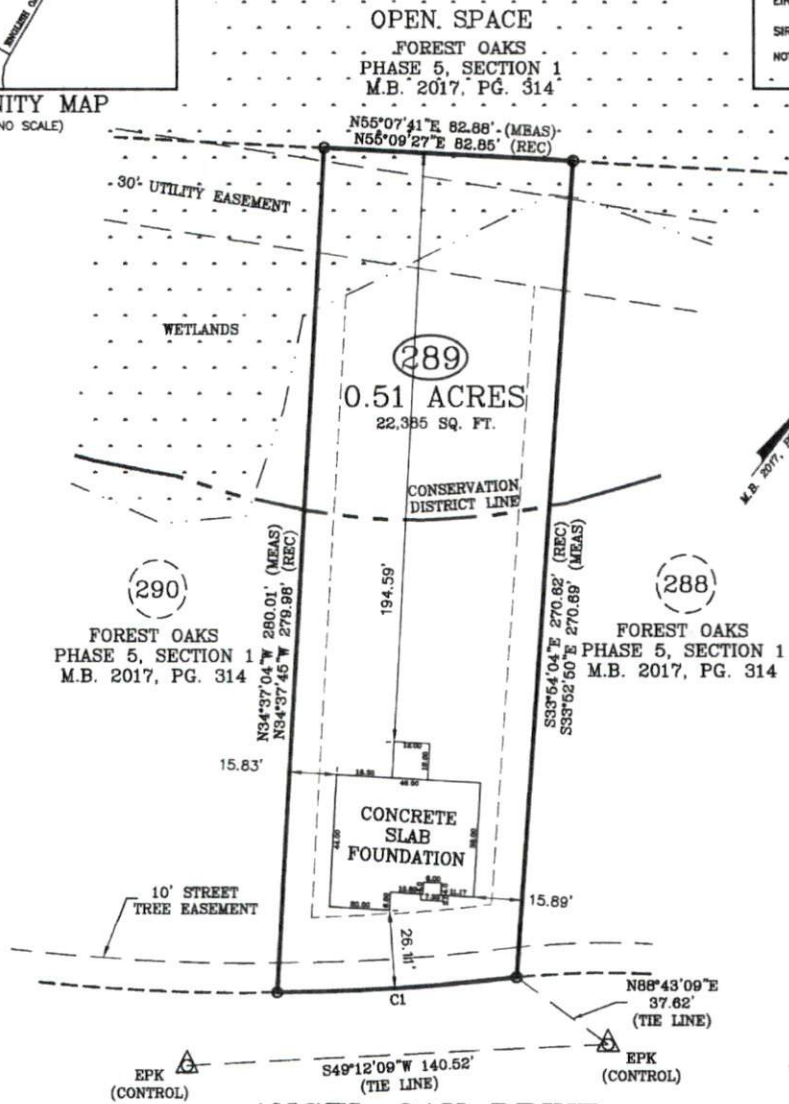 ENGLISH
NITY MAP
NO SCALE)
OPEN SPACE
FOREST OAKS
PHASE 5, SECTION 1
M.B. 2017, PG. 314
SIR
NO
N55°07'41"E 82.88' (MEAS)
N55°09'27"E 82.85' (REC)
30' UTILITY EASEMENT
WETLANDS
289
0.51 ACRES
22,385 SQ. FT.
M.B. 2017,
CONSERVATION
DISTRICT LINE
194.59'
N34°37'04"W 280.01' (MEAS)
N34°37'45"W 279.98' (REC)
S33°54'04"E 270.62' (REC)
S33°52'50"E 270.69' (MEAS)
290
FOREST OAKS
PHASE 5, SECTION 1
M.B. 2017, PG. 314
288
FOREST OAKS
PHASE 5, SECTION 1
M.B. 2017, PG. 314
15.83'
CONCRETE
SLAB
FOUNDATION
15.89'
10' STREET
TREE EASEMENT
26.11'
C1
N88°43'09"E
37.62'
(TIE LINE)
EPK
(CONTROL)
S49°12'09"W 140.52'
(TIE LINE)
EPK
(CONTROL)